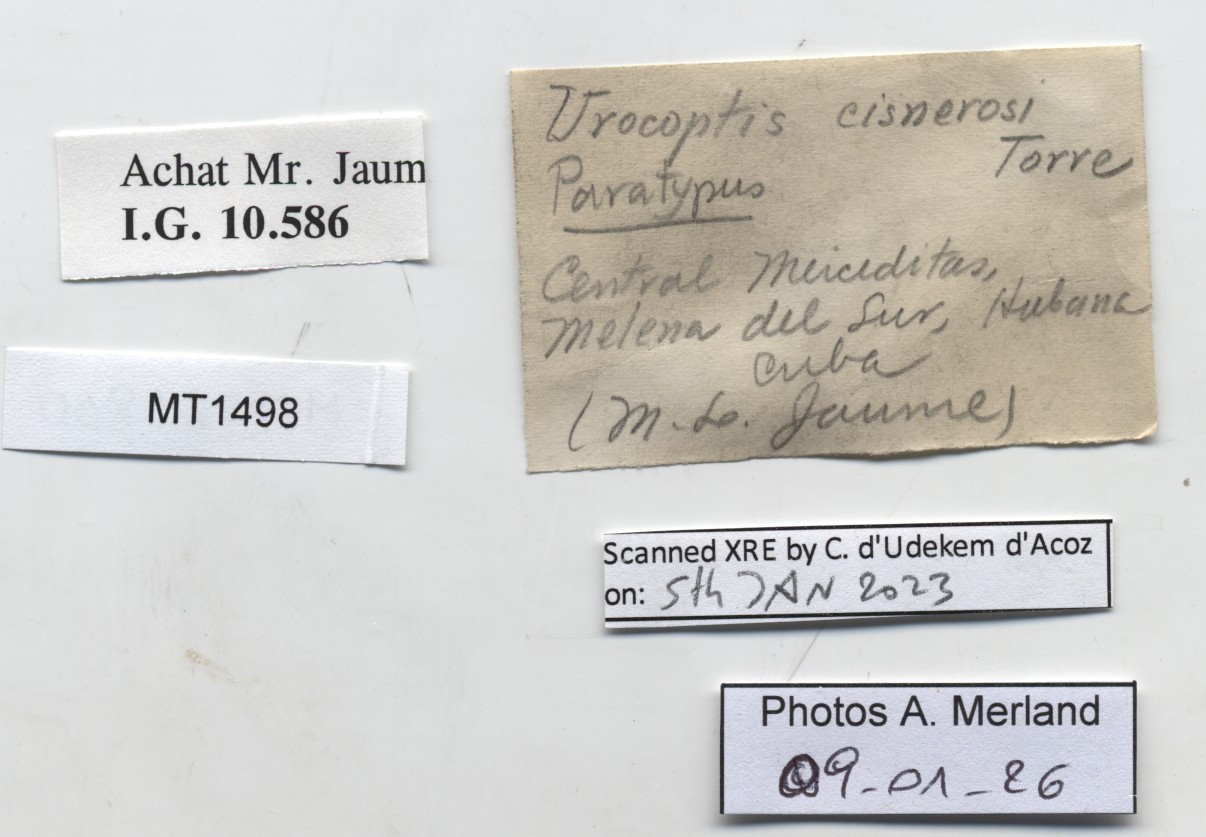 Achat Mr. Jaum
I.G. 10.586
MT1498
Urocoptis cisnerosi
Torre
Paratypus
Central Merceditas,
Melena del Sur, Habana
Cuba
(M. L. Jaume)
Scanned XRE by C. d'Udekem d'Acoz
on: 5th JAN 2023
Photos A. Merland
09-01-26